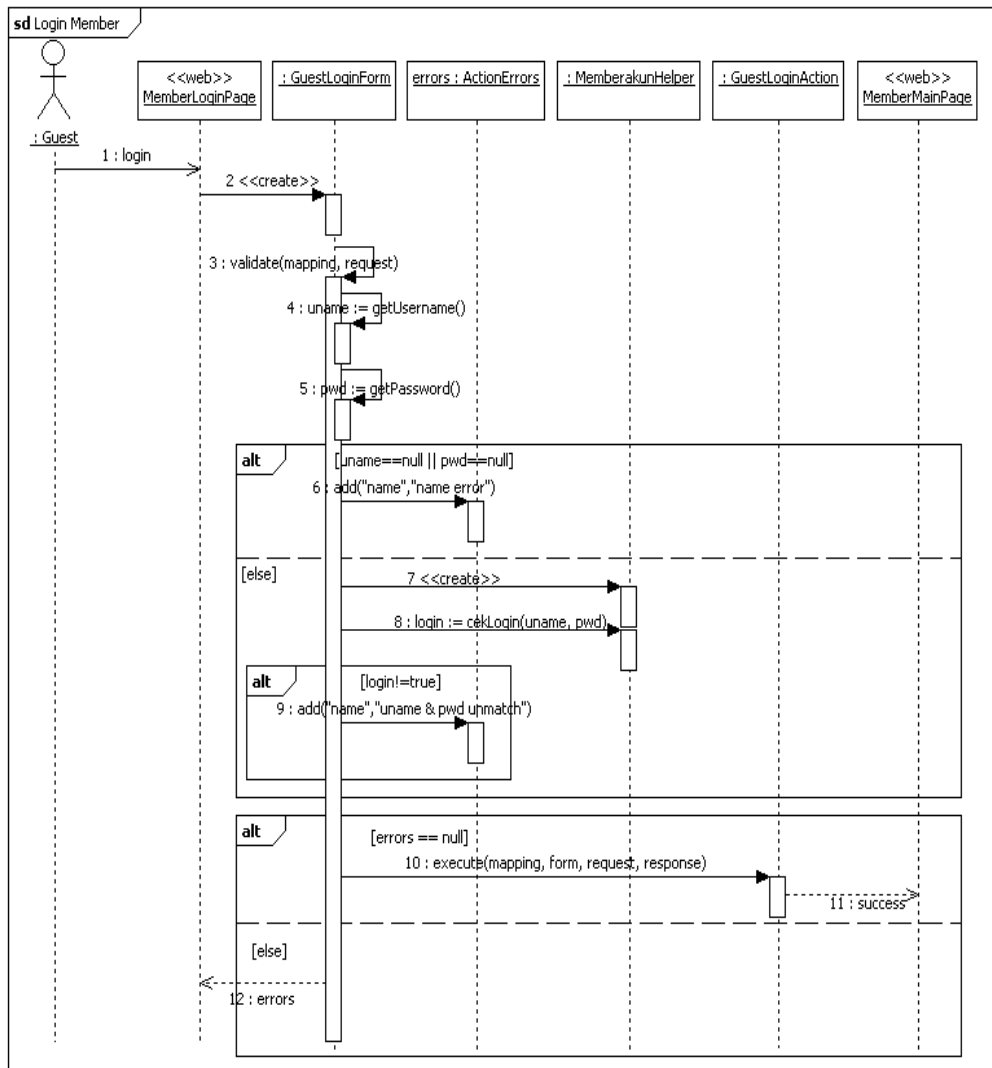 sd Login Member
: Guest
<<web>>
MemberLoginPage
: GuestLoginForm
errors : ActionErrors
: MemberakunHelper
: GuestLoginAction
<<web>>
MemberMainPage
1 : login
2 <<create>>
3 : validate(mapping, request)
4 : uname := getUsername()
5 : pwd := getPassword()
alt
[uname==null || pwd==null]
6 : add("name","name error")
[else]
7 <<create>>
8 : login := cekLogin(uname, pwd)
alt
[login!=true]
9 : add("name","uname & pwd unmatch")
alt
[errors == null]
10 : execute(mapping, form, request, response)
11 : success
[else]
12 : errors